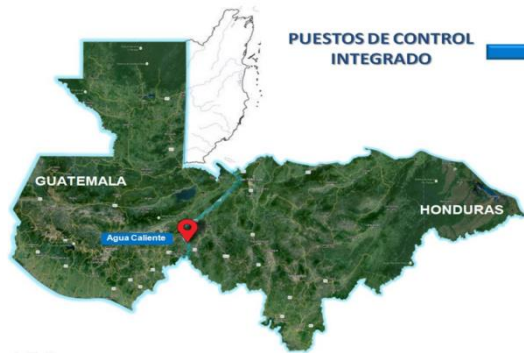 PUESTOS DE CONTROL
INTEGRADO
GUATEMALA
HONDURAS
Agua Caliente